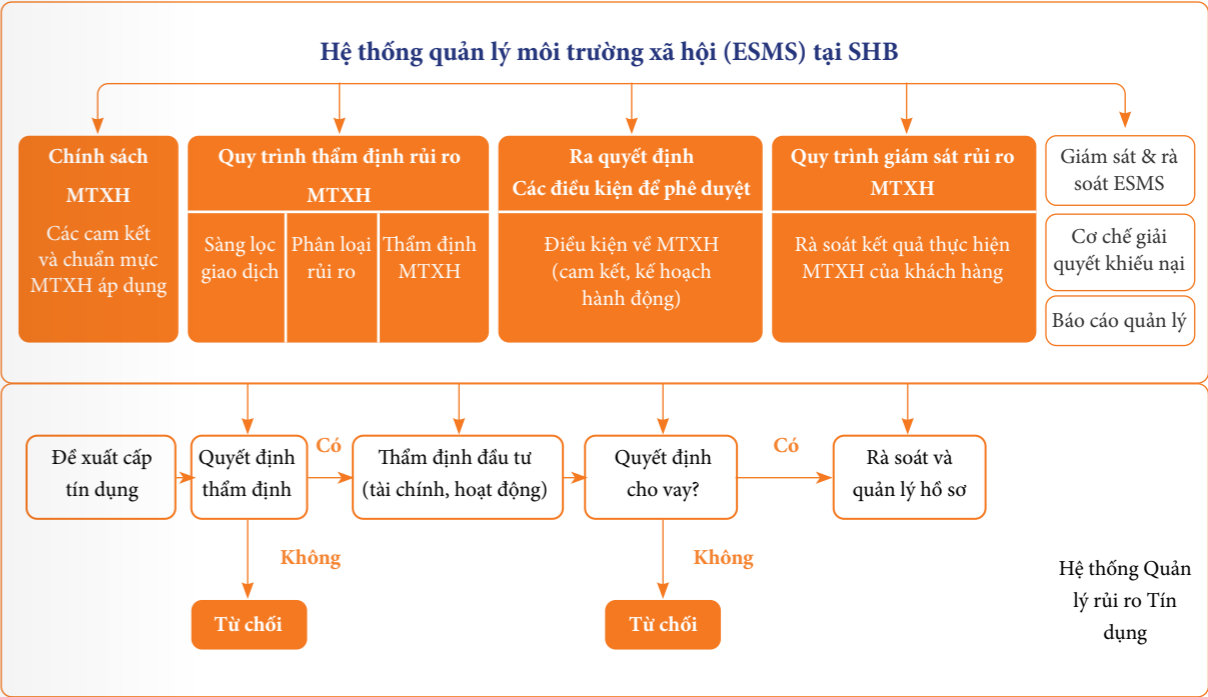 Hệ thống quản lý môi trường xã hội (ESMS) tại SHB
Chính sách
MTXH
Các cam kết
và chuẩn mực
MTXH áp dụng
Quy trình thẩm định rủi ro
MTXH
Sàng lọc
giao dịch
Phân loại
rủi ro
Thẩm định
MTXH
Ra quyết định
Các điều kiện để phê duyệt
Điều kiện về MTXH
(cam kết, kế hoạch
hành động)
Quy trình giám sát rủi ro
MTXH
Rà soát kết quả thực hiện
MTXH của khách hàng
Giám sát & rà
soát ESMS
Cơ chế giải
quyết khiếu nại
Báo cáo quản lý
Đề xuất cấp
tín dụng
Quyết định
thẩm định
Có
Thẩm định đầu tư
(tài chính, hoạt động)
Quyết định
cho vay?
Có
Rà soát và
quản lý hồ sơ
Không
Không
Từ chối
Từ chối
Hệ thống Quản
lý rủi ro Tín
dụng